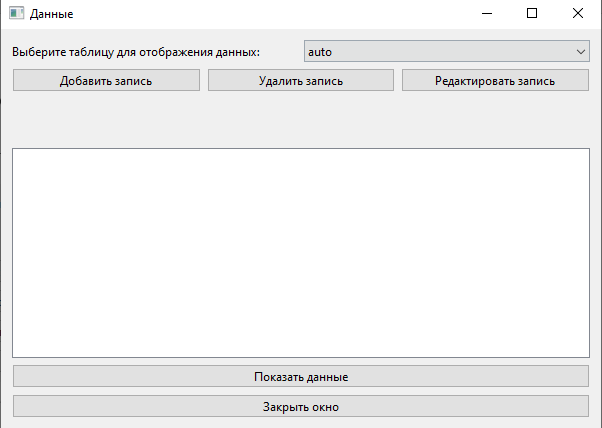 Данные
Выберите таблицу для отображения данных: auto
Добавить запись Удалить запись Редактировать запись
Показать данные
Закрыть окно